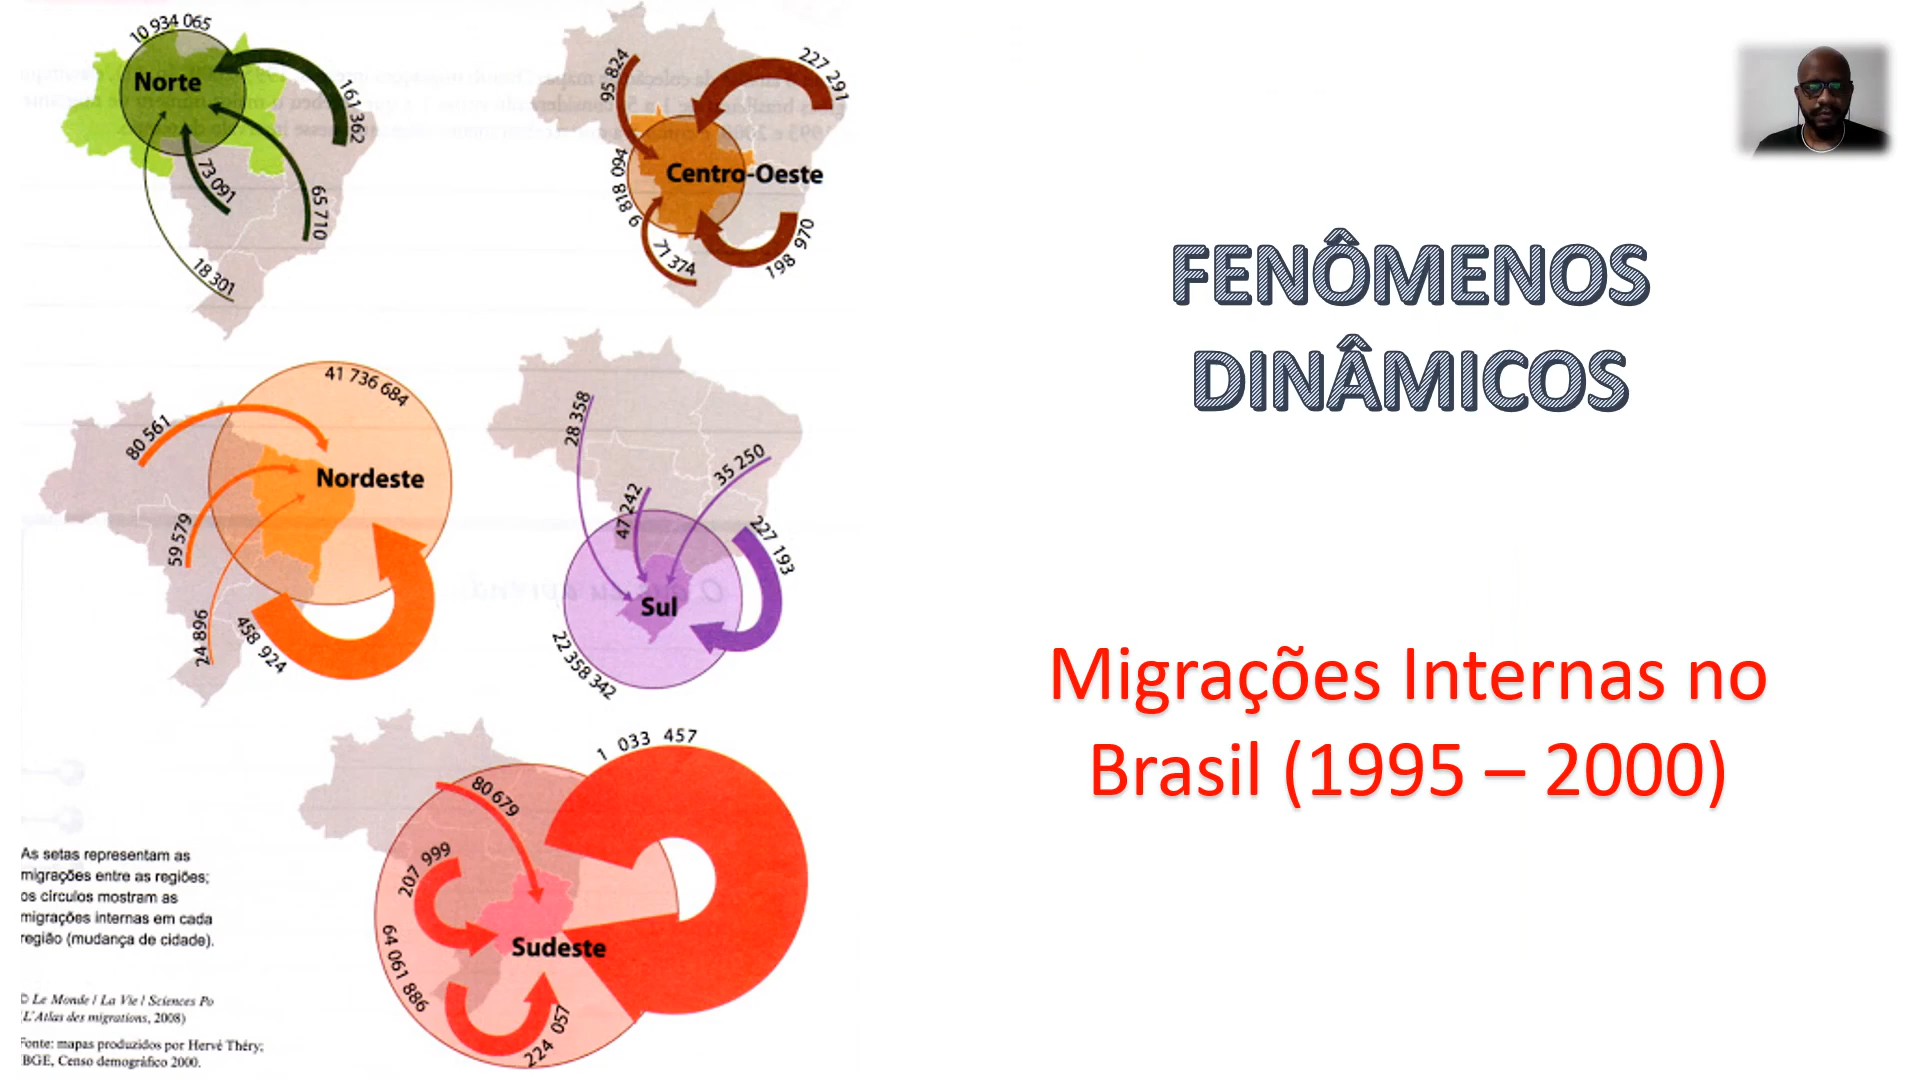 10 934 065
Norte
161 362
73 091
65 710
18 301
95 824
227 291
9 818 094
Centro-Oeste
71 374
198 970
41 736 684
80 561
Nordeste
59 579
24 896
458 924
28 358
35 250
47 242
227 193
Sul
22 358 342
1 033 457
80 679
207 999
64 061 886
Sudeste
224 057
As setas representam as
migrações entre as regiões;
os círculos mostram as
migrações internas em cada
região (mudança de cidade).
© Le Monde / La Vie / Sciences Po
(L'Atlas des migrations, 2008)
Fonte: mapas produzidos por Hervé Théry;
IBGE, Censo demográfico 2000.
FENÔMENOS
DINÂMICOS
Migrações Internas no
Brasil (1995 – 2000)